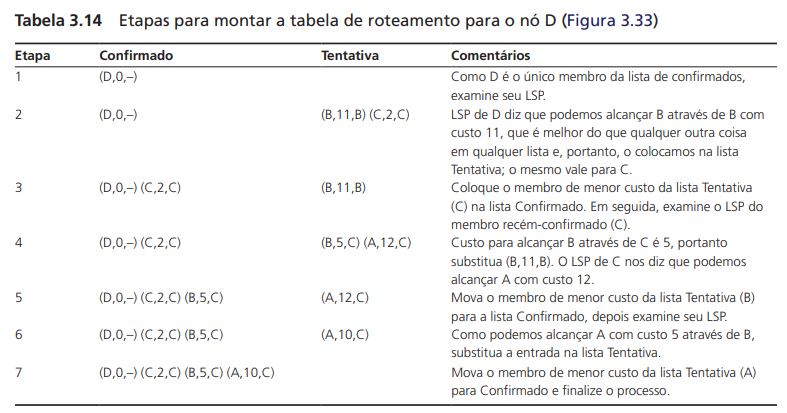 Tabela 3.14 Etapas para montar a tabela de roteamento para o nó D (Figura 3.33)
Etapa Confirmado Tentativa Comentários
1 (D,0,–) Como D é o único membro da lista de confirmados,
examine seu LSP.
2 (D,0,–) (B,11,B) (C,2,C) LSP de D diz que podemos alcançar B através de B com
custo 11, que é melhor do que qualquer outra coisa
em qualquer lista e, portanto, o colocamos na lista
Tentativa; o mesmo vale para C.
3 (D,0,–) (C,2,C) (B,11,B) Coloque o membro de menor custo da lista Tentativa
(C) na lista Confirmado. Em seguida, examine o LSP do
membro recém-confirmado (C).
4 (D,0,–) (C,2,C) (B,5,C) (A,12,C) Custo para alcançar B através de C é 5, portanto
substitua (B,11,B). O LSP de C nos diz que podemos
alcançar A com custo 12.
5 (D,0,–) (C,2,C) (B,5,C) (A,12,C) Mova o membro de menor custo da lista Tentativa (B)
para a lista Confirmado, depois examine seu LSP.
6 (D,0,–) (C,2,C) (B,5,C) (A,10,C) Como podemos alcançar A com custo 5 através de B,
substitua a entrada na lista Tentativa.
7 (D,0,–) (C,2,C) (B,5,C) (A,10,C) Mova o membro de menor custo da lista Tentativa (A)
para Confirmado e finalize o processo.